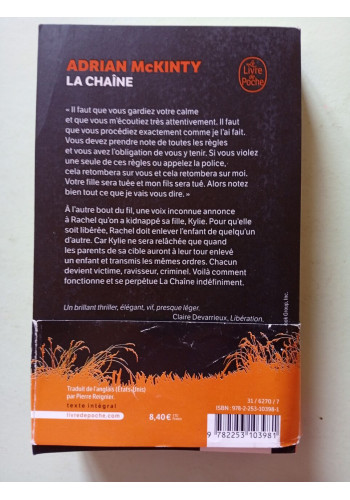 ADRIAN McKINTY
LA CHAÎNE
Le Livre
de
Poche
« Il faut que vous gardiez votre calme
et que vous m'écoutiez très attentivement. Il faut
que vous procédiez exactement comme je l'ai fait.
Vous devez prendre note de toutes les règles
et vous avez l'obligation de vous y tenir. Si vous violez
une seule de ces règles ou appelez la police,
cela retombera sur vous et cela retombera sur moi.
Votre fille sera tuée et mon fils sera tué. Alors notez
bien tout ce que je vais vous dire. »
À l'autre bout du fil, une voix inconnue annonce
à Rachel qu'on a kidnappé sa fille, Kylie. Pour qu'elle
soit libérée, Rachel doit enlever l'enfant de quelqu'un
d'autre. Car Kylie ne sera relâchée que quand
les parents de sa cible auront à leur tour enlevé
un enfant et transmis les mêmes ordres. Chacun
devient victime, ravisseur, criminel. Voilà comment
fonctionne et se perpétue La Chaîne indéfiniment.
Un brillant thriller, élégant, vif, presque léger.
Claire Devarrieux, Libération.
Group, Inc.
Traduit de l'anglais (États-Unis)
par Pierre Reignier.
texte intégral
livredepoche.com
8,40 €
31 / 6270 / 7
ISBN : 978-2-253-10398-1
9 782253 103981